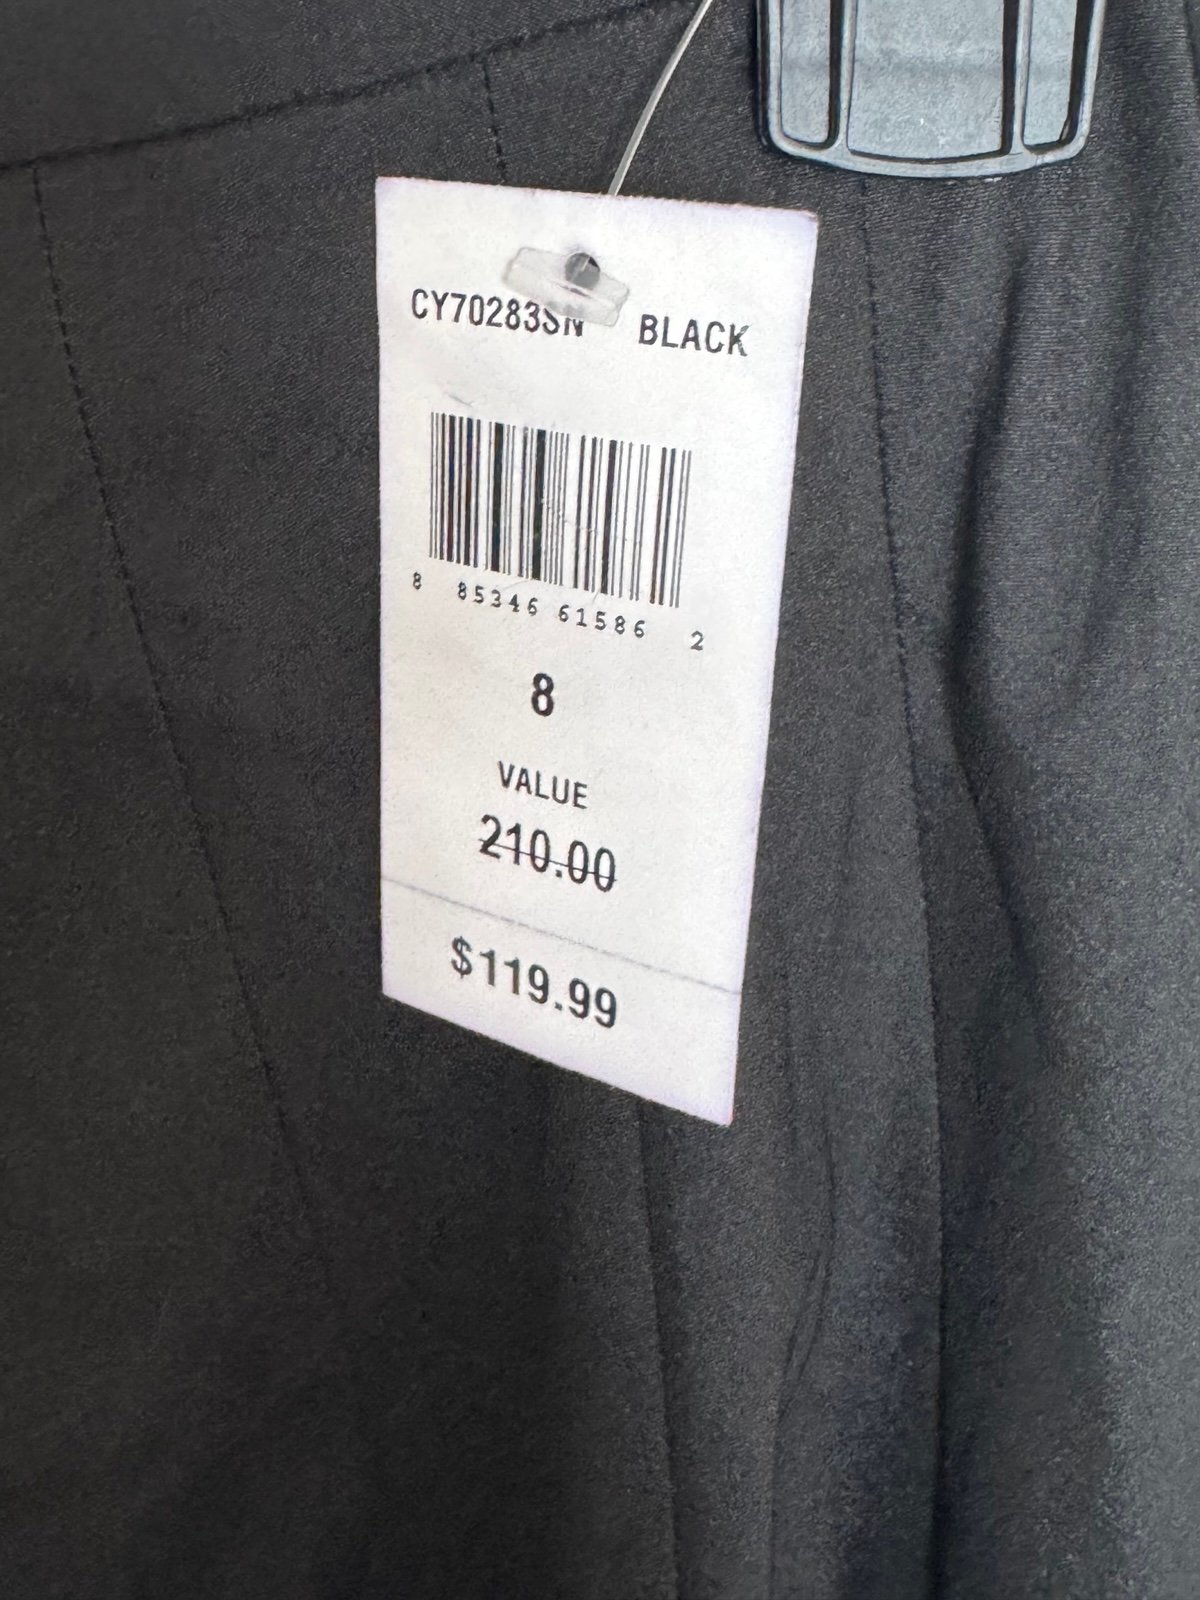 CY70283SN BLACK
8 85346 61586 2
8
VALUE
210.00
$119.99